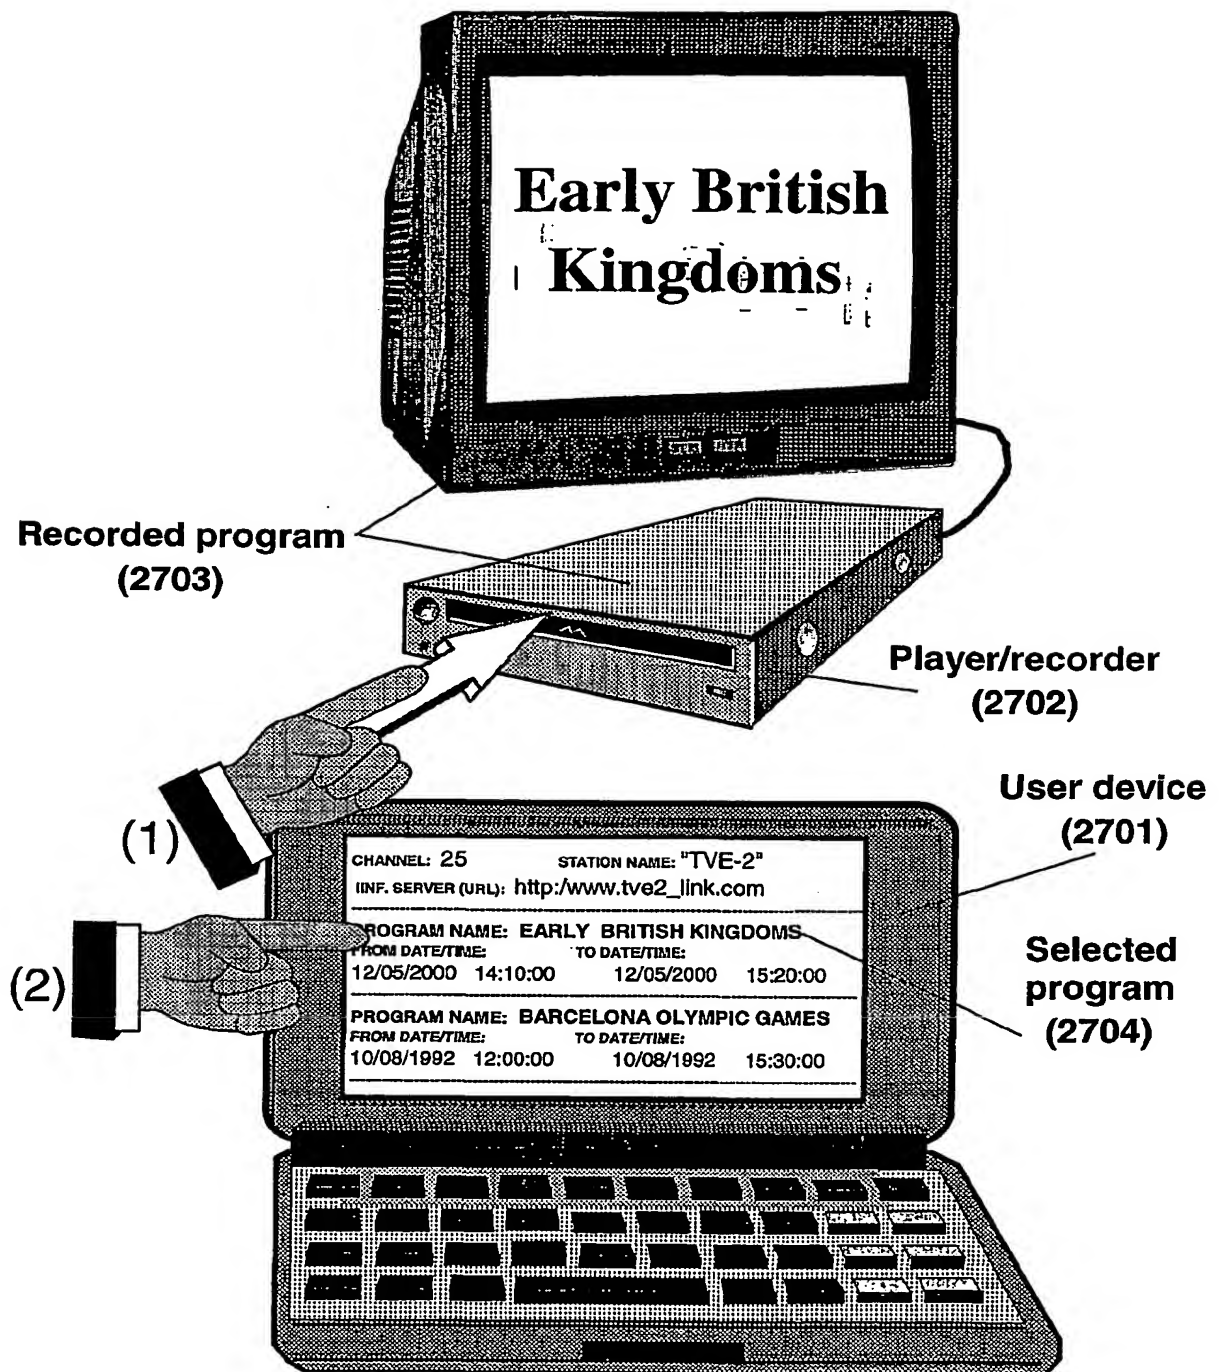 Early British
Kingdoms
Recorded program
(2703)
Player/recorder
(2702)
User device
(2701)
(1)
CHANNEL: 25 STATION NAME: "TVE-2"
IINF. SERVER (URL): http:/www.tve2_link.com
PROGRAM NAME: EARLY BRITISH KINGDOMS
FROM DATE/TIME: TO DATE/TIME:
12/05/2000 14:10:00 12/05/2000 15:20:00
(2)
Selected
program
(2704)
PROGRAM NAME: BARCELONA OLYMPIC GAMES
FROM DATE/TIME: TO DATE/TIME:
10/08/1992 12:00:00 10/08/1992 15:30:00